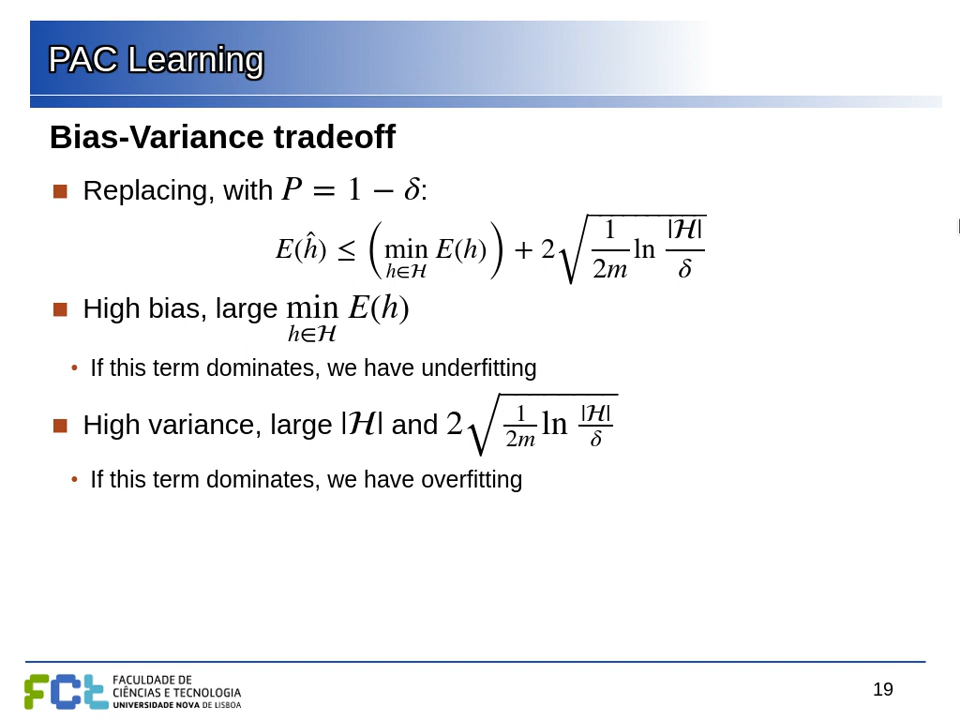 PAC Learning
Bias-Variance tradeoff
Replacing, with P = 1 − δ:
E(ĥ) ≤ (min_{h∈ℋ} E(h)) + 2√(1/2m ln |ℋ|/δ)
High bias, large min_{h∈ℋ} E(h)
• If this term dominates, we have underfitting
High variance, large |ℋ| and 2√(1/2m ln |ℋ|/δ)
• If this term dominates, we have overfitting
FCT FACULDADE DE
CIÊNCIAS E TECNOLOGIA
UNIVERSIDADE NOVA DE LISBOA
19